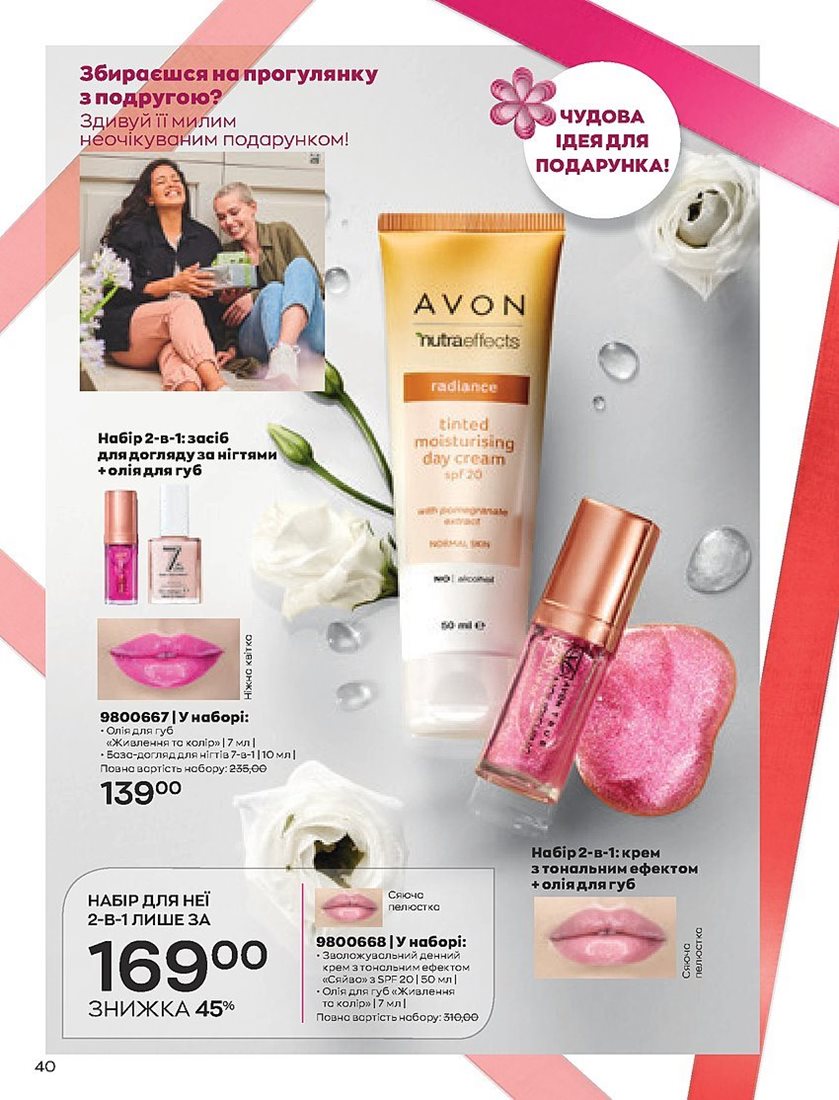 Збираєшся на прогулянку
з подругою?
Здивуй її милим
неочікуваним подарунком!
ЧУДОВА
ІДЕЯ ДЛЯ
ПОДАРУНКА!
AVON
nutraeffects
radiance
tinted
moisturising
day cream
spf 20
with pomegranate
extract
NORMAL SKIN
NO | alcohol
50 ml e
Набір 2-в-1: засіб
для догляду за нігтями
+ олія для губ
7
Ніжна квітка
9800667 | У наборі:
• Олія для губ
«Живлення та колір» | 7 мл |
• База-догляд для нігтів 7-в-1 | 10 мл |
Повна вартість набору: 235,00
139⁰⁰
Набір 2-в-1: крем
з тональним ефектом
+ олія для губ
Сяюча
пелюстка
НАБІР ДЛЯ НЕЇ
2-В-1 ЛИШЕ ЗА
169⁰⁰
ЗНИЖКА 45%
Сяюча
пелюстка
9800668 | У наборі:
• Зволожувальний денний
крем з тональним ефектом
«Сяйво» з SPF 20 | 50 мл |
• Олія для губ «Живлення
та колір» | 7 мл |
Повна вартість набору: 310,00
40